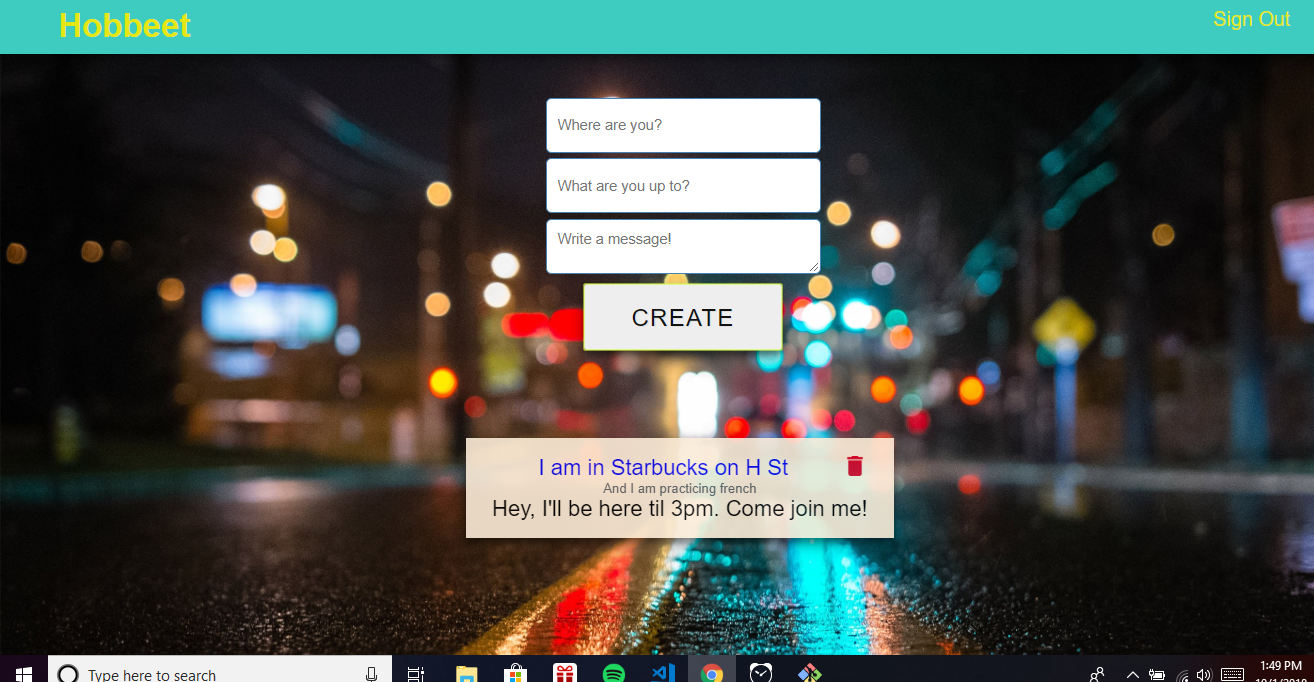 Hobbeet
Sign Out
Where are you?
What are you up to?
Write a message!
CREATE
I am in Starbucks on H St
And I am practicing french
Hey, I'll be here til 3pm. Come join me!
Type here to search
1:49 PM